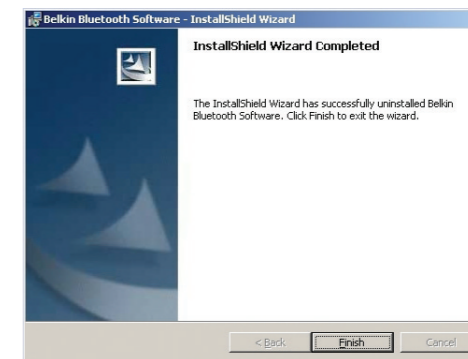 Belkin Bluetooth Software - InstallShield Wizard
InstallShield Wizard Completed
The InstallShield Wizard has successfully uninstalled Belkin
Bluetooth Software. Click Finish to exit the wizard.
< Back
Finish
Cancel